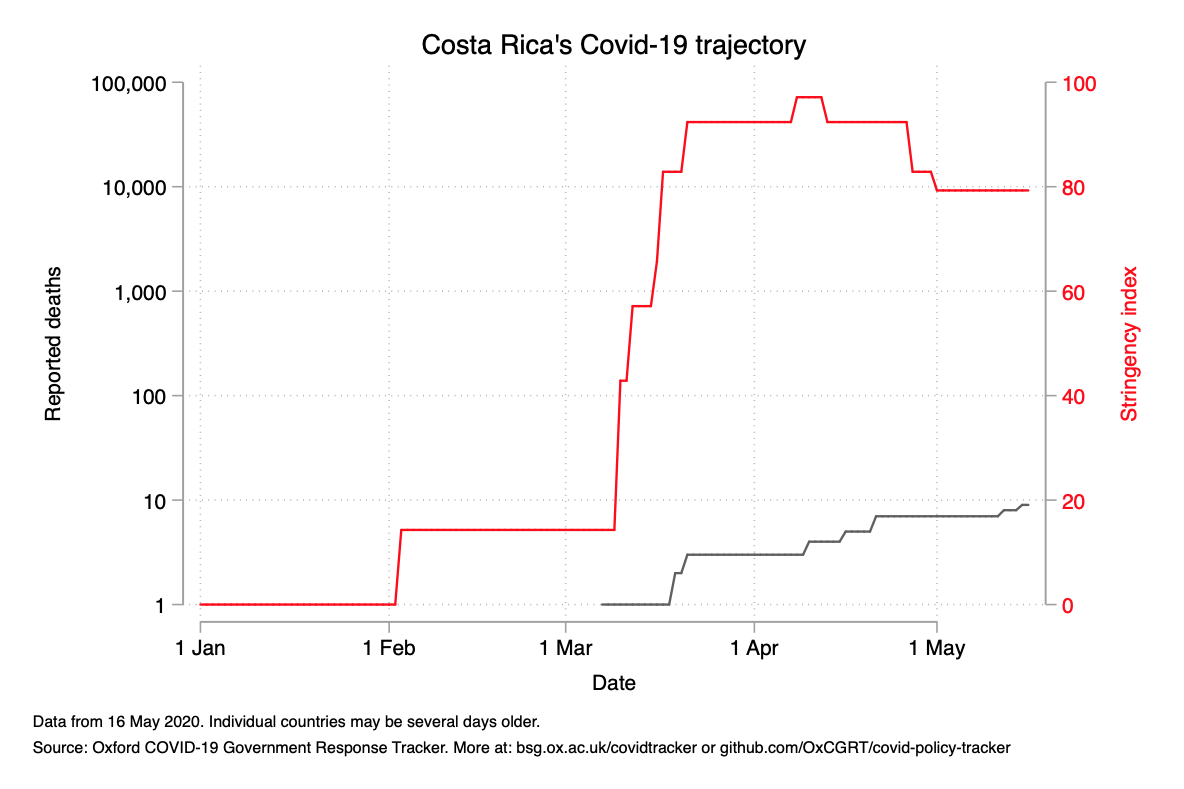 Costa Rica's Covid-19 trajectory
100,000
10,000
1,000
100
10
1
Reported deaths
100
80
60
40
20
0
Stringency index
1 Jan
1 Feb
1 Mar
1 Apr
1 May
Date
Data from 16 May 2020. Individual countries may be several days older.
Source: Oxford COVID-19 Government Response Tracker. More at: bsg.ox.ac.uk/covidtracker or github.com/OxCGRT/covid-policy-tracker